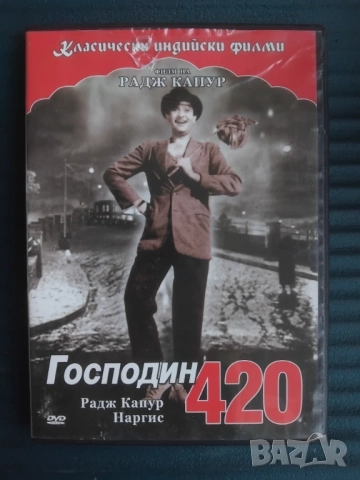 Класически индийски филми
ФИЛМ НА
РАДЖ КАПУР
Господин 420
Радж Капур
Наргис
DVD
BAZAR